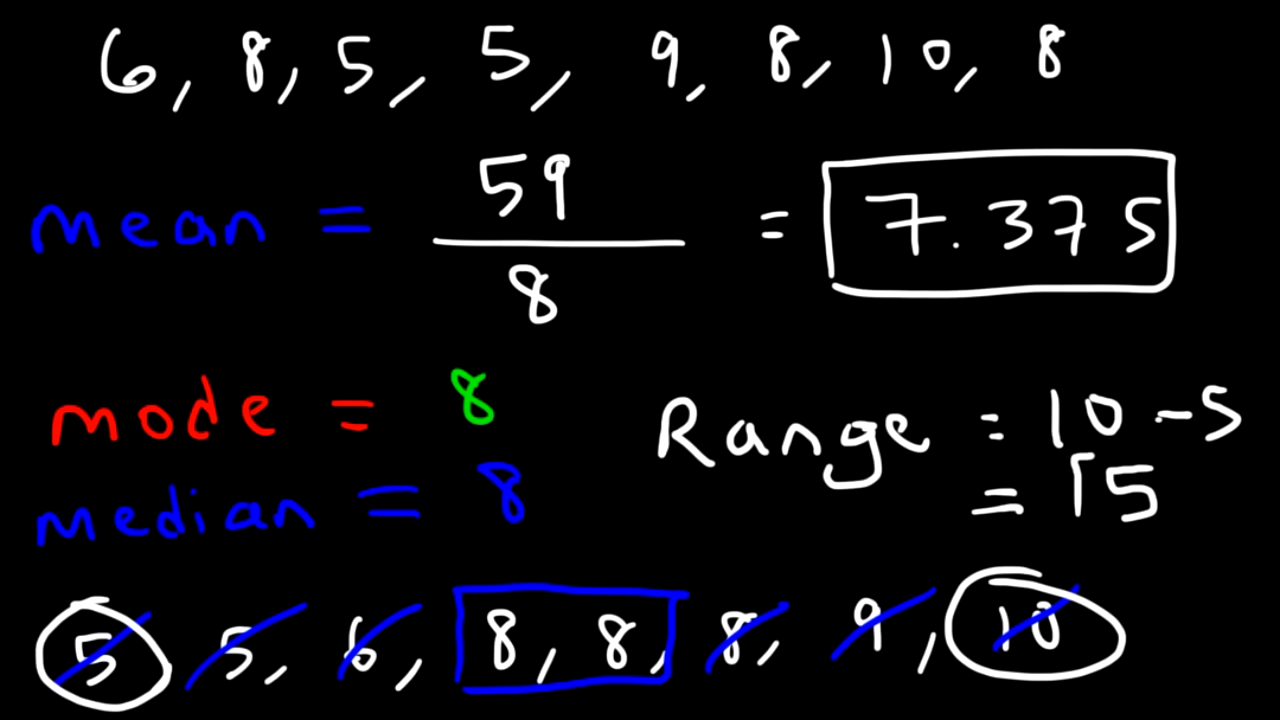 6, 8, 5, 5, 9, 8, 10, 8
mean = 59/8 = 7.375
mode = 8
median = 8
Range = 10 - 5
= 5
5 5, 6, 8, 8, 8, 9, 10